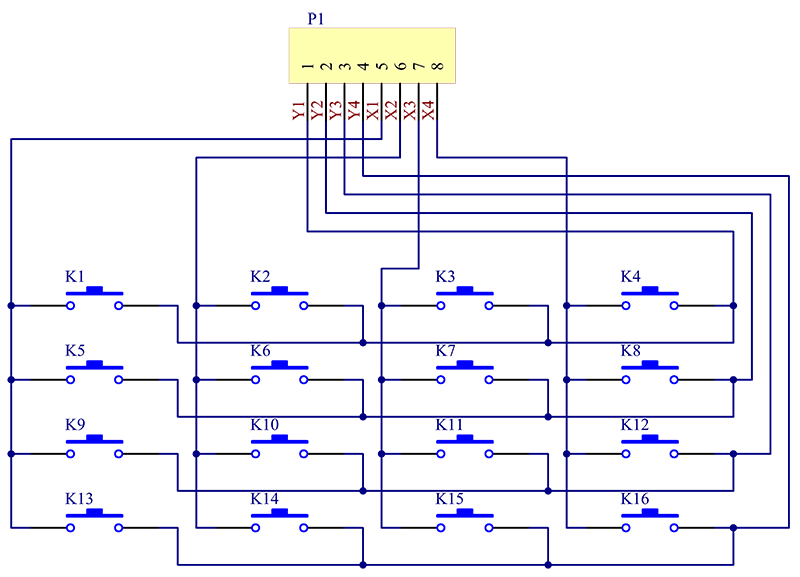 P1
1 2 3 4 5 6 7 8
Y1 Y2 Y3 Y4 X1 X2 X3 X4
K1 K2 K3 K4
K5 K6 K7 K8
K9 K10 K11 K12
K13 K14 K15 K16